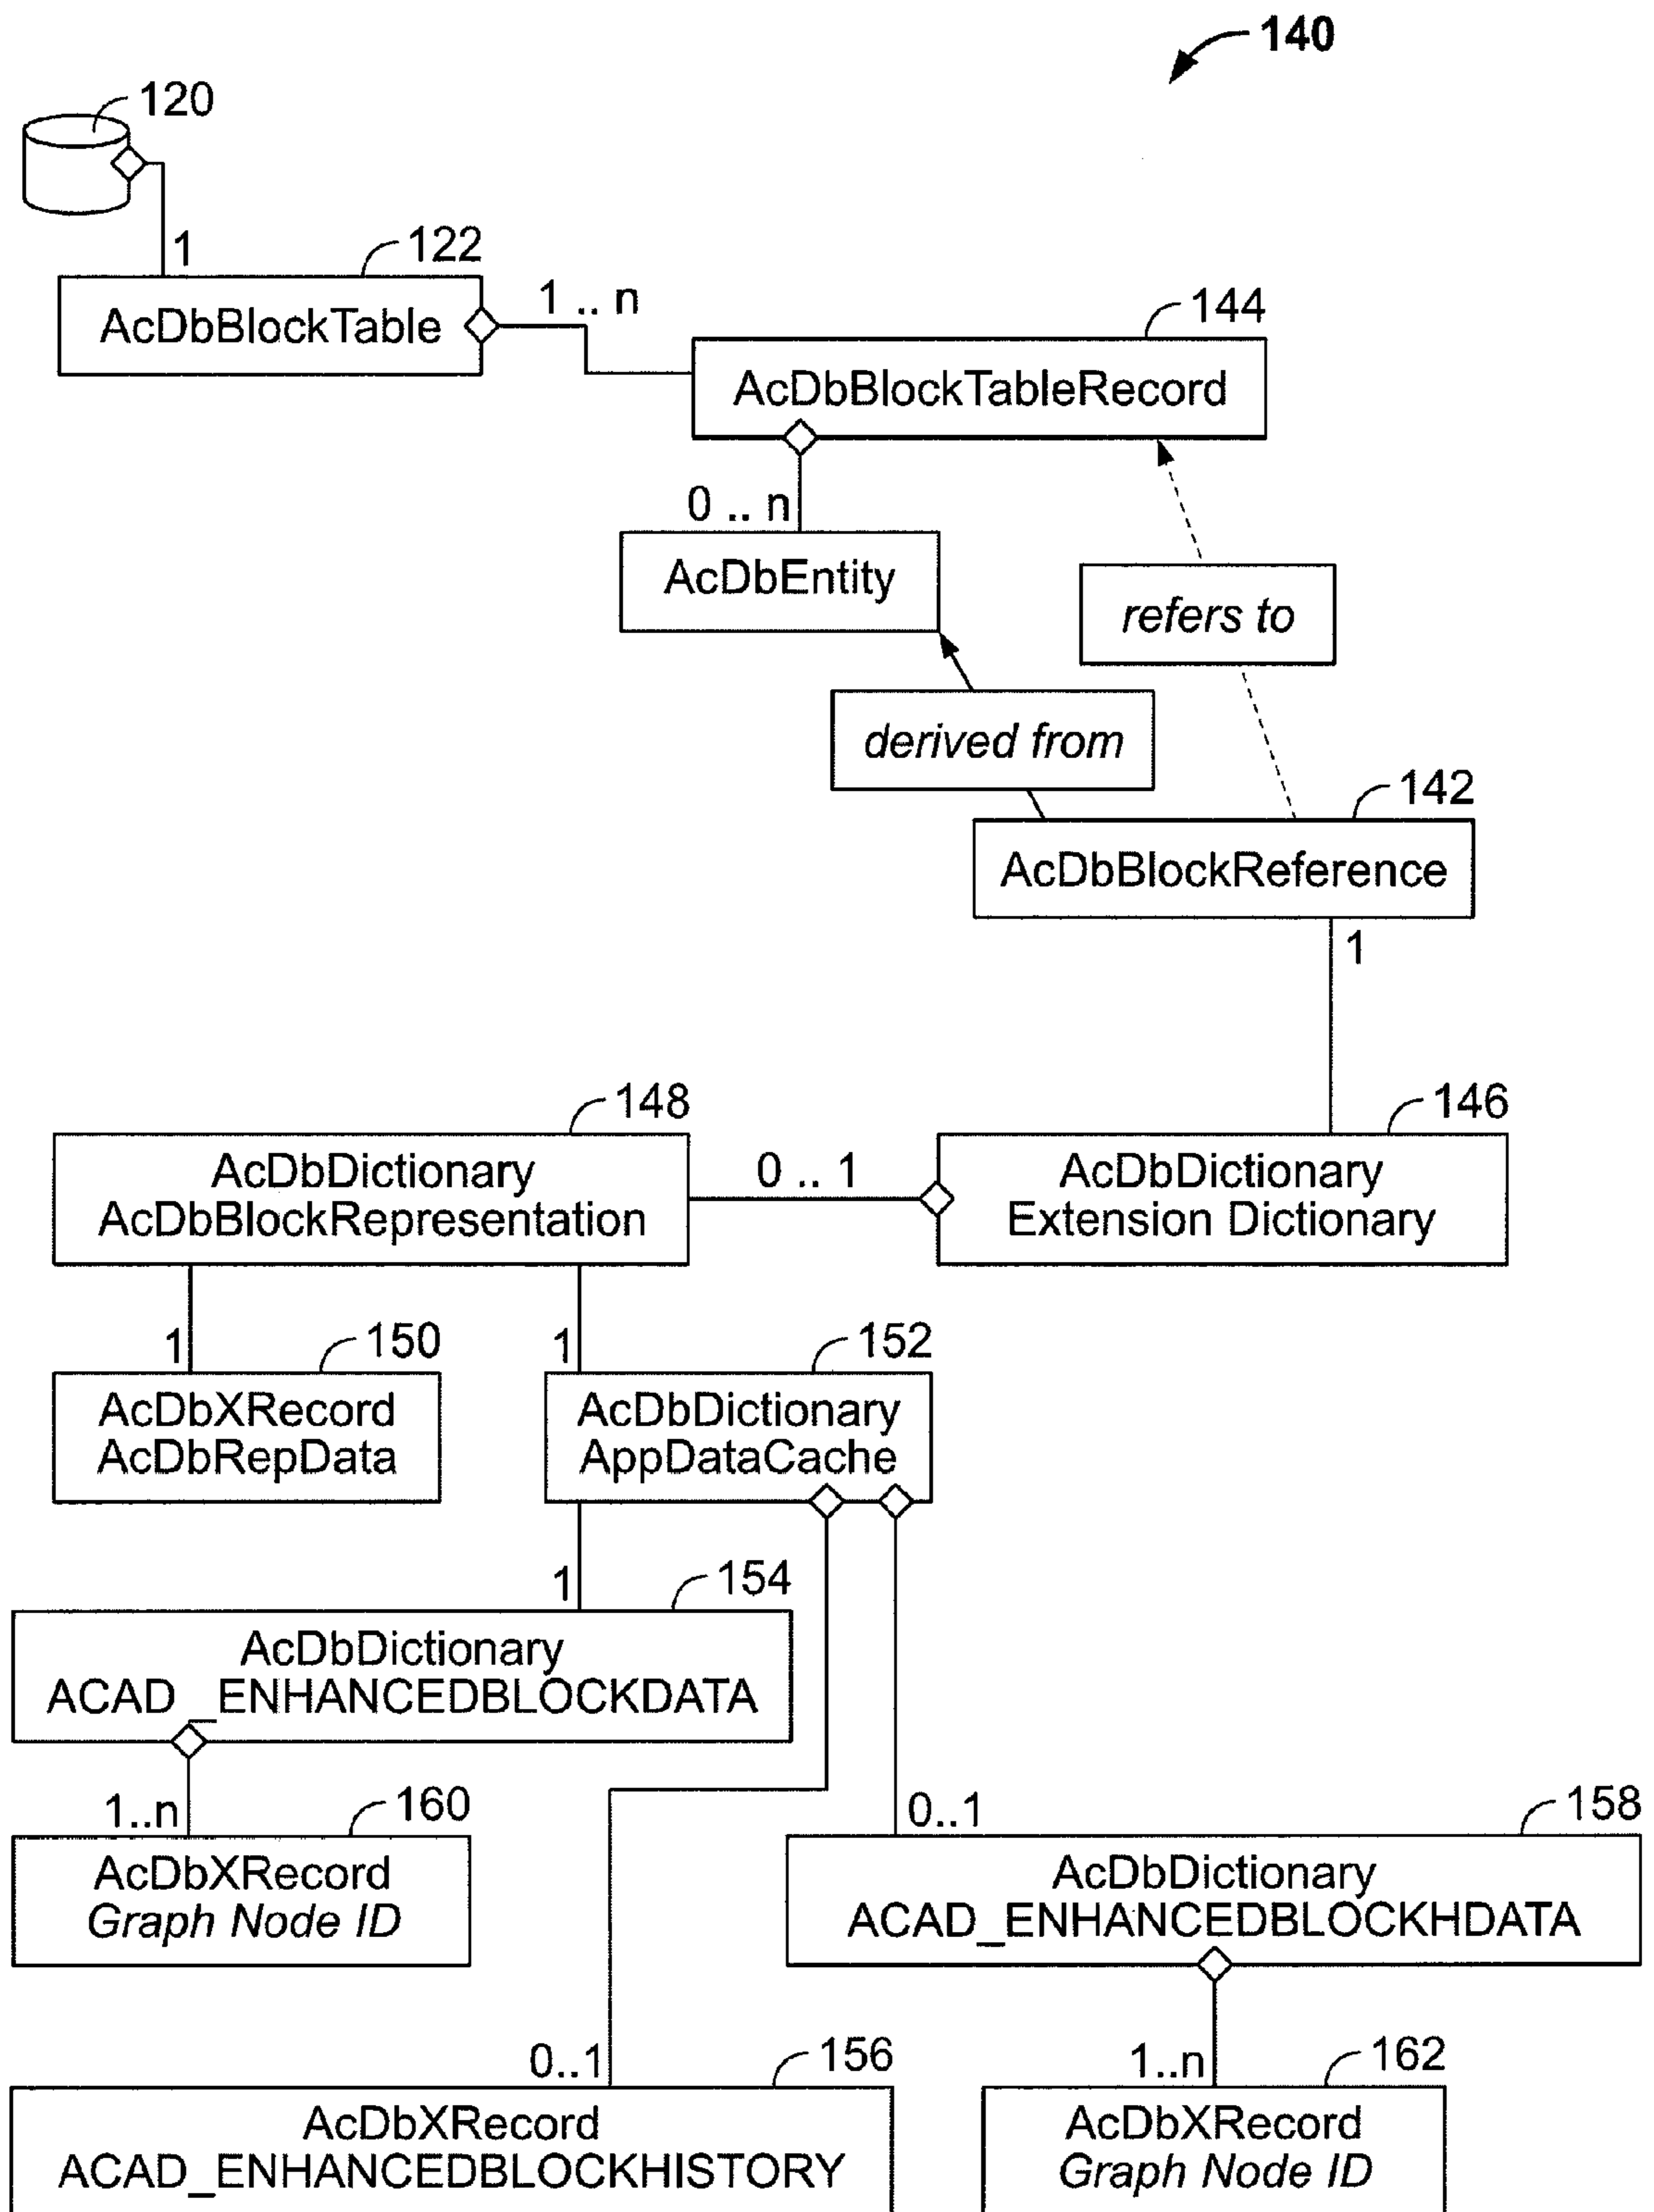 140
120
1
122
AcDbBlockTable
1 .. n
144
AcDbBlockTableRecord
0 .. n
AcDbEntity
refers to
derived from
142
AcDbBlockReference
1
148
AcDbDictionary
AcDbBlockRepresentation
0 .. 1
146
AcDbDictionary
Extension Dictionary
1
150
AcDbXRecord
AcDbRepData
1
152
AcDbDictionary
AppDataCache
1
154
AcDbDictionary
ACAD_ENHANCEDBLOCKDATA
1..n
160
AcDbXRecord
Graph Node ID
0..1
158
AcDbDictionary
ACAD_ENHANCEDBLOCKHDATA
0..1
156
AcDbXRecord
ACAD_ENHANCEDBLOCKHISTORY
1..n
162
AcDbXRecord
Graph Node ID